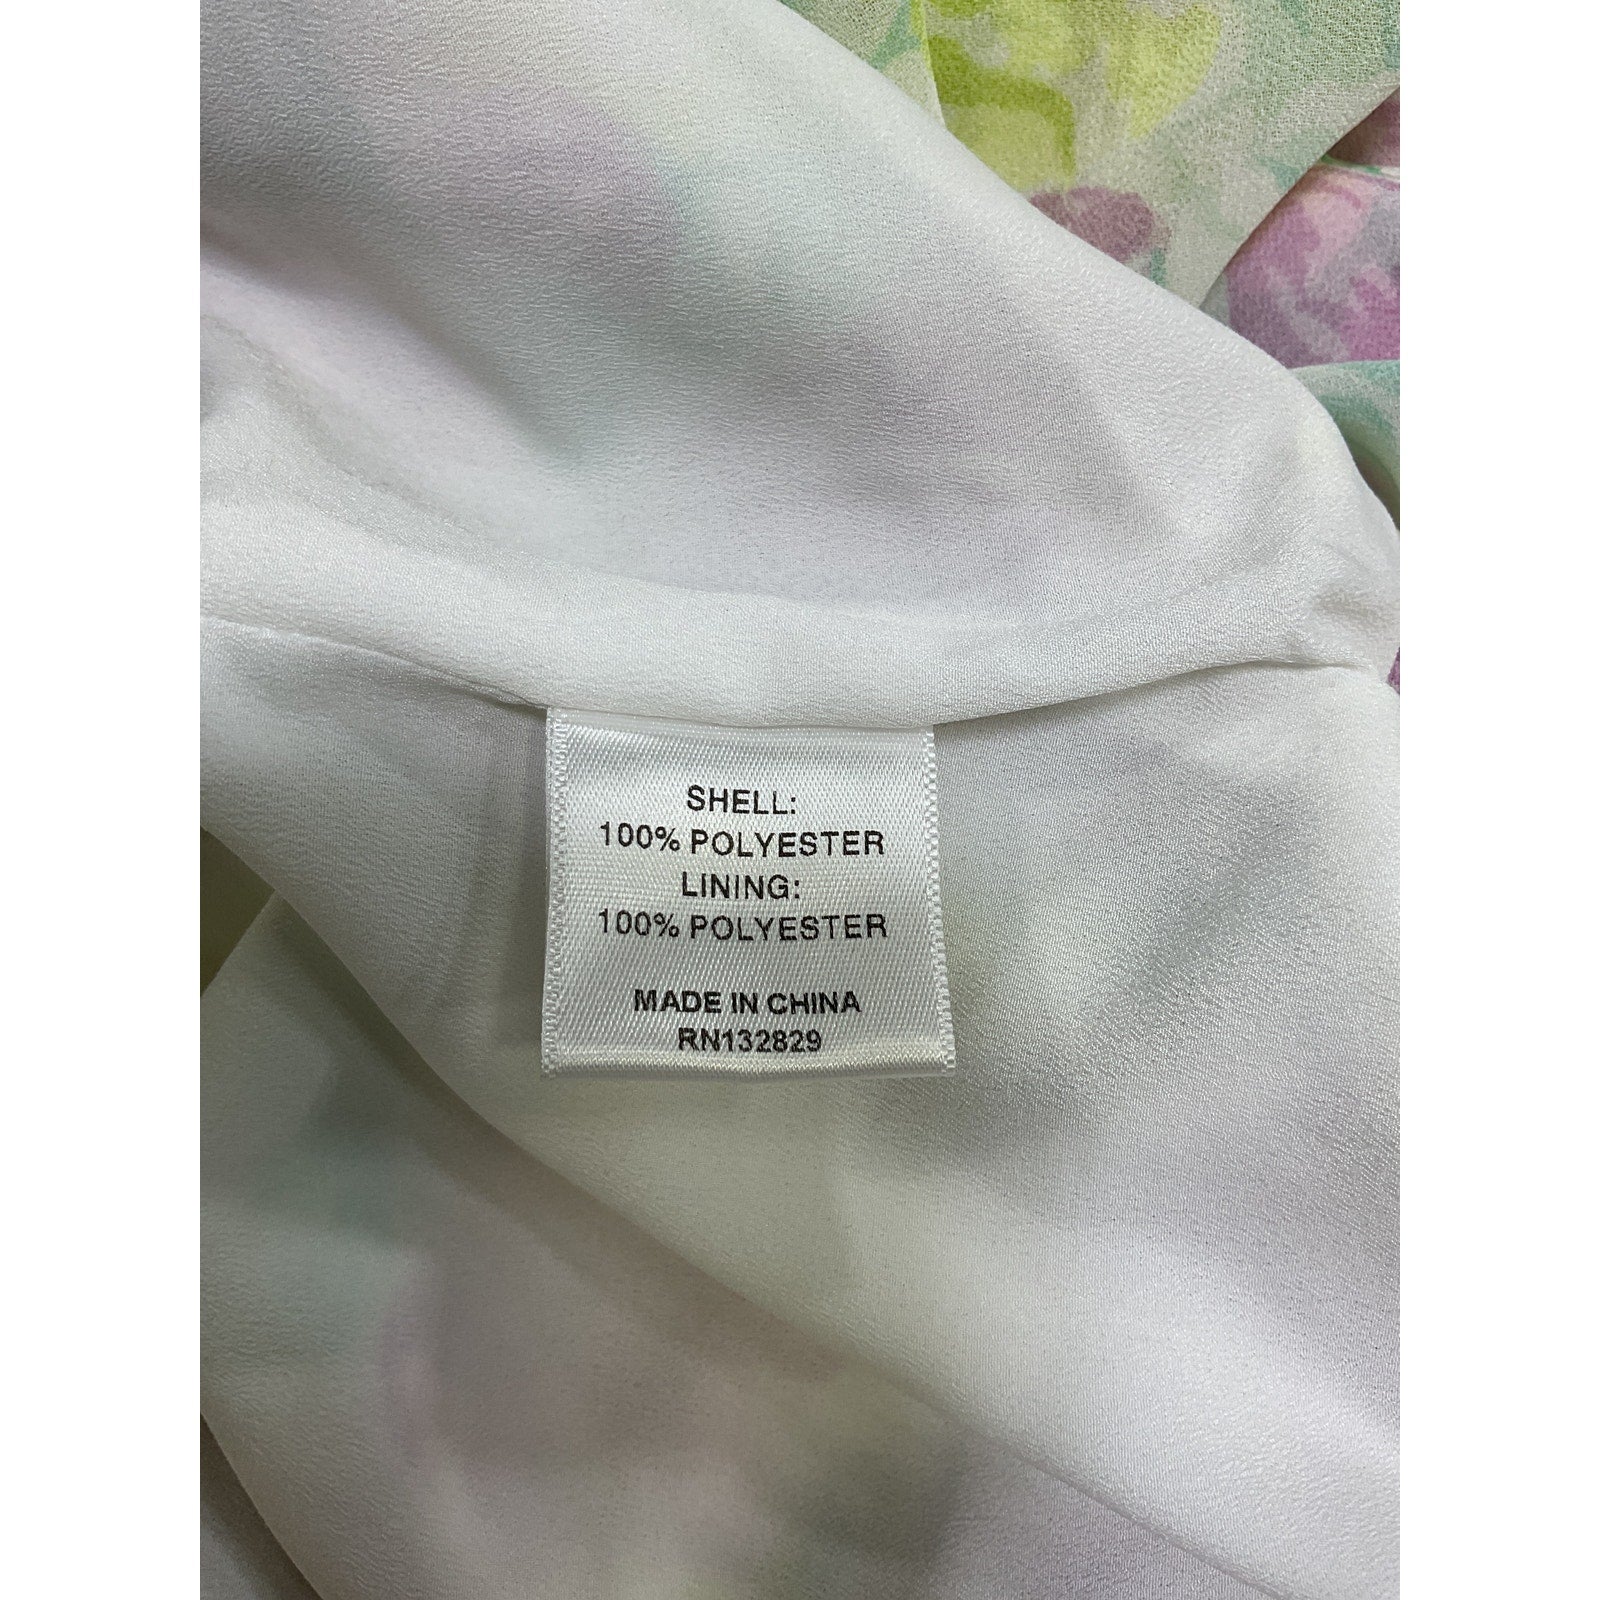 SHELL:
100% POLYESTER
LINING:
100% POLYESTER
MADE IN CHINA
RN132829